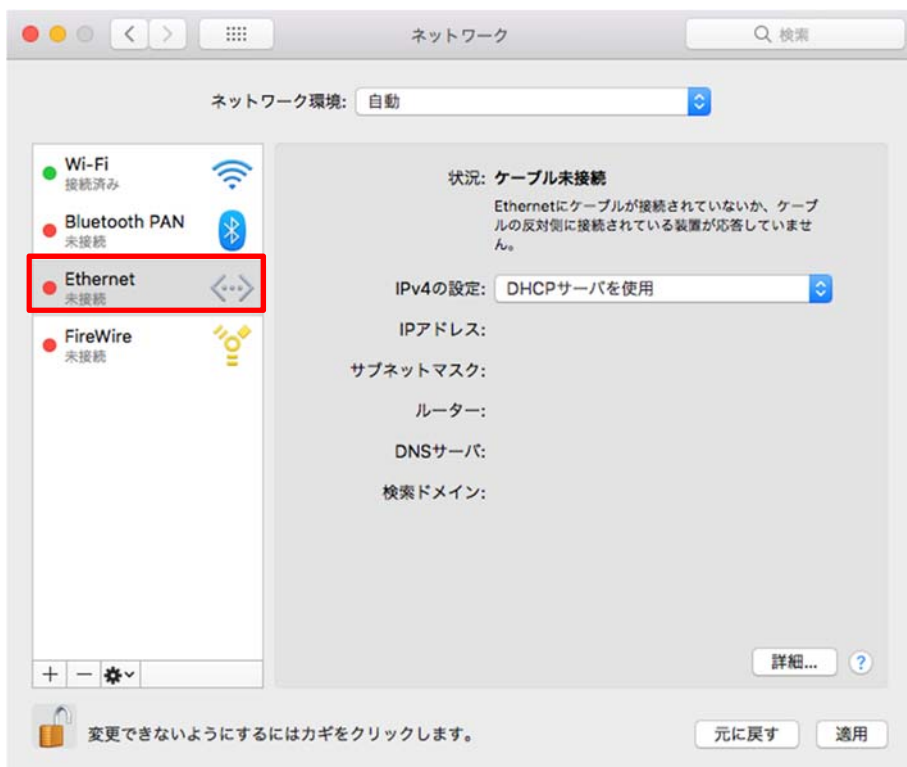 ネットワーク
検索
ネットワーク環境: 自動
Wi-Fi
接続済み
Bluetooth PAN
未接続
Ethernet
未接続
FireWire
未接続
状況: ケーブル未接続
Ethernetにケーブルが接続されていないか、ケーブ
ルの反対側に接続されている装置が応答していませ
ん。
IPv4の設定: DHCPサーバを使用
IPアドレス:
サブネットマスク:
ルーター:
DNSサーバ:
検索ドメイン:
詳細... ?
変更できないようにするにはカギをクリックします。
元に戻す 適用